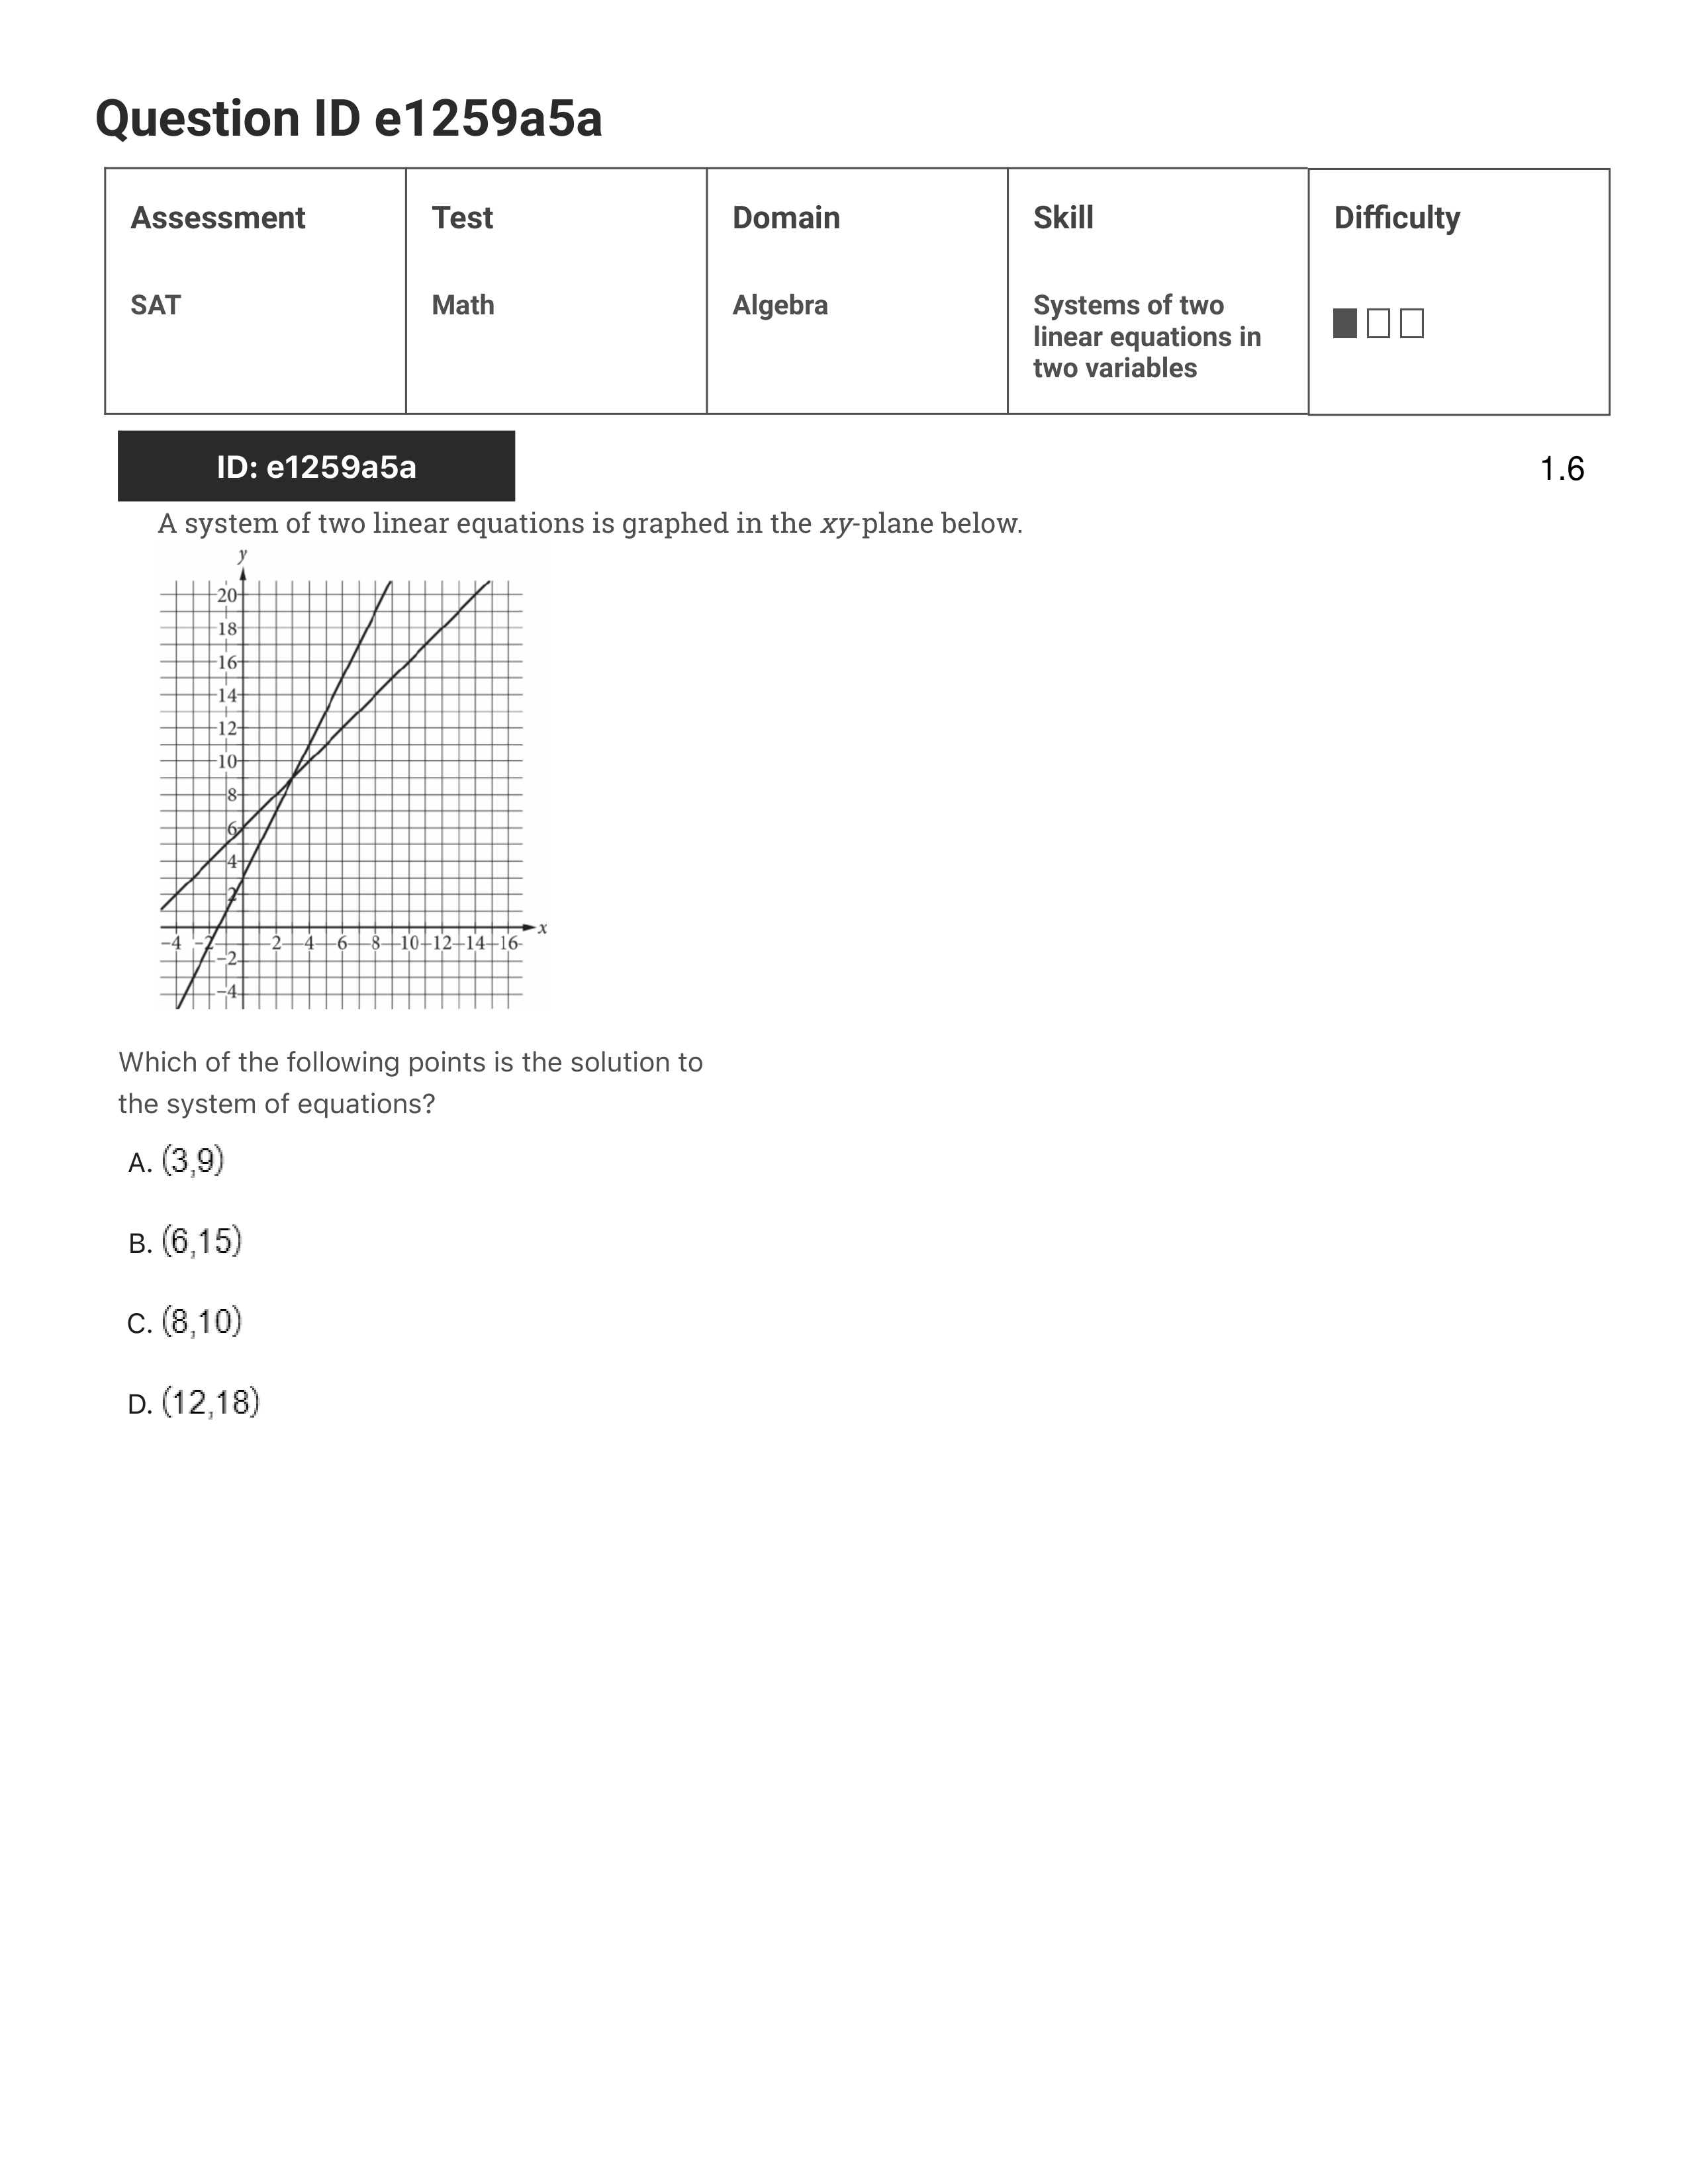 Question ID e1259a5a
Assessment
Test
Domain
Skill
Difficulty
SAT
Math
Algebra
Systems of two
linear equations in
two variables
ID: e1259a5a
1.6
A system of two linear equations is graphed in the xy-plane below.
y
20
18
16
14
12
10
8
6
4
2
-4 -2 2 4 6 8 10 12 14 16 x
-2
-4
Which of the following points is the solution to
the system of equations?
A. (3,9)
B. (6,15)
C. (8,10)
D. (12,18)